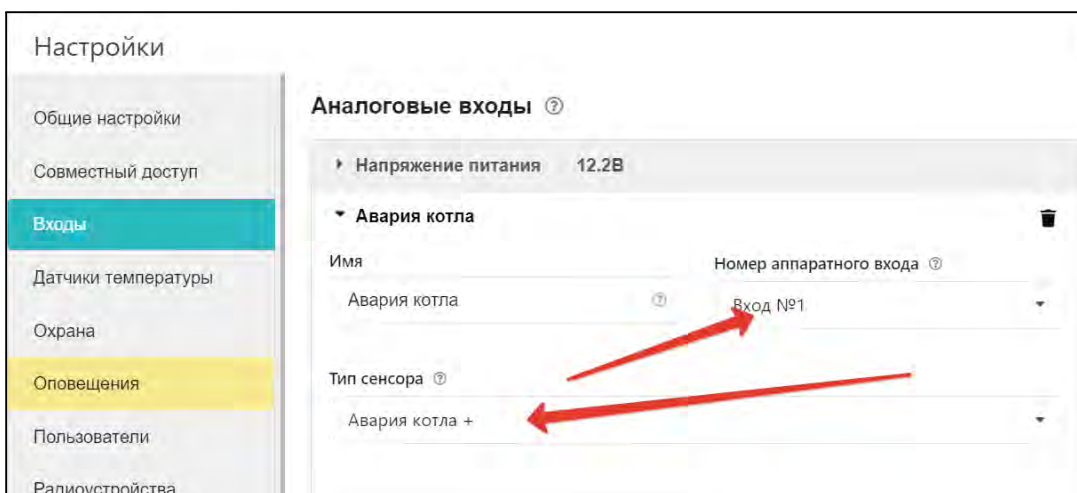 Настройки
Общие настройки
Совместный доступ
Входы
Датчики температуры
Охрана
Оповещения
Пользователи
Радиоустройства
Аналоговые входы
Напряжение питания 12.2В
Авария котла
Имя
Номер аппаратного входа
Авария котла
Вход №1
Тип сенсора
Авария котла +